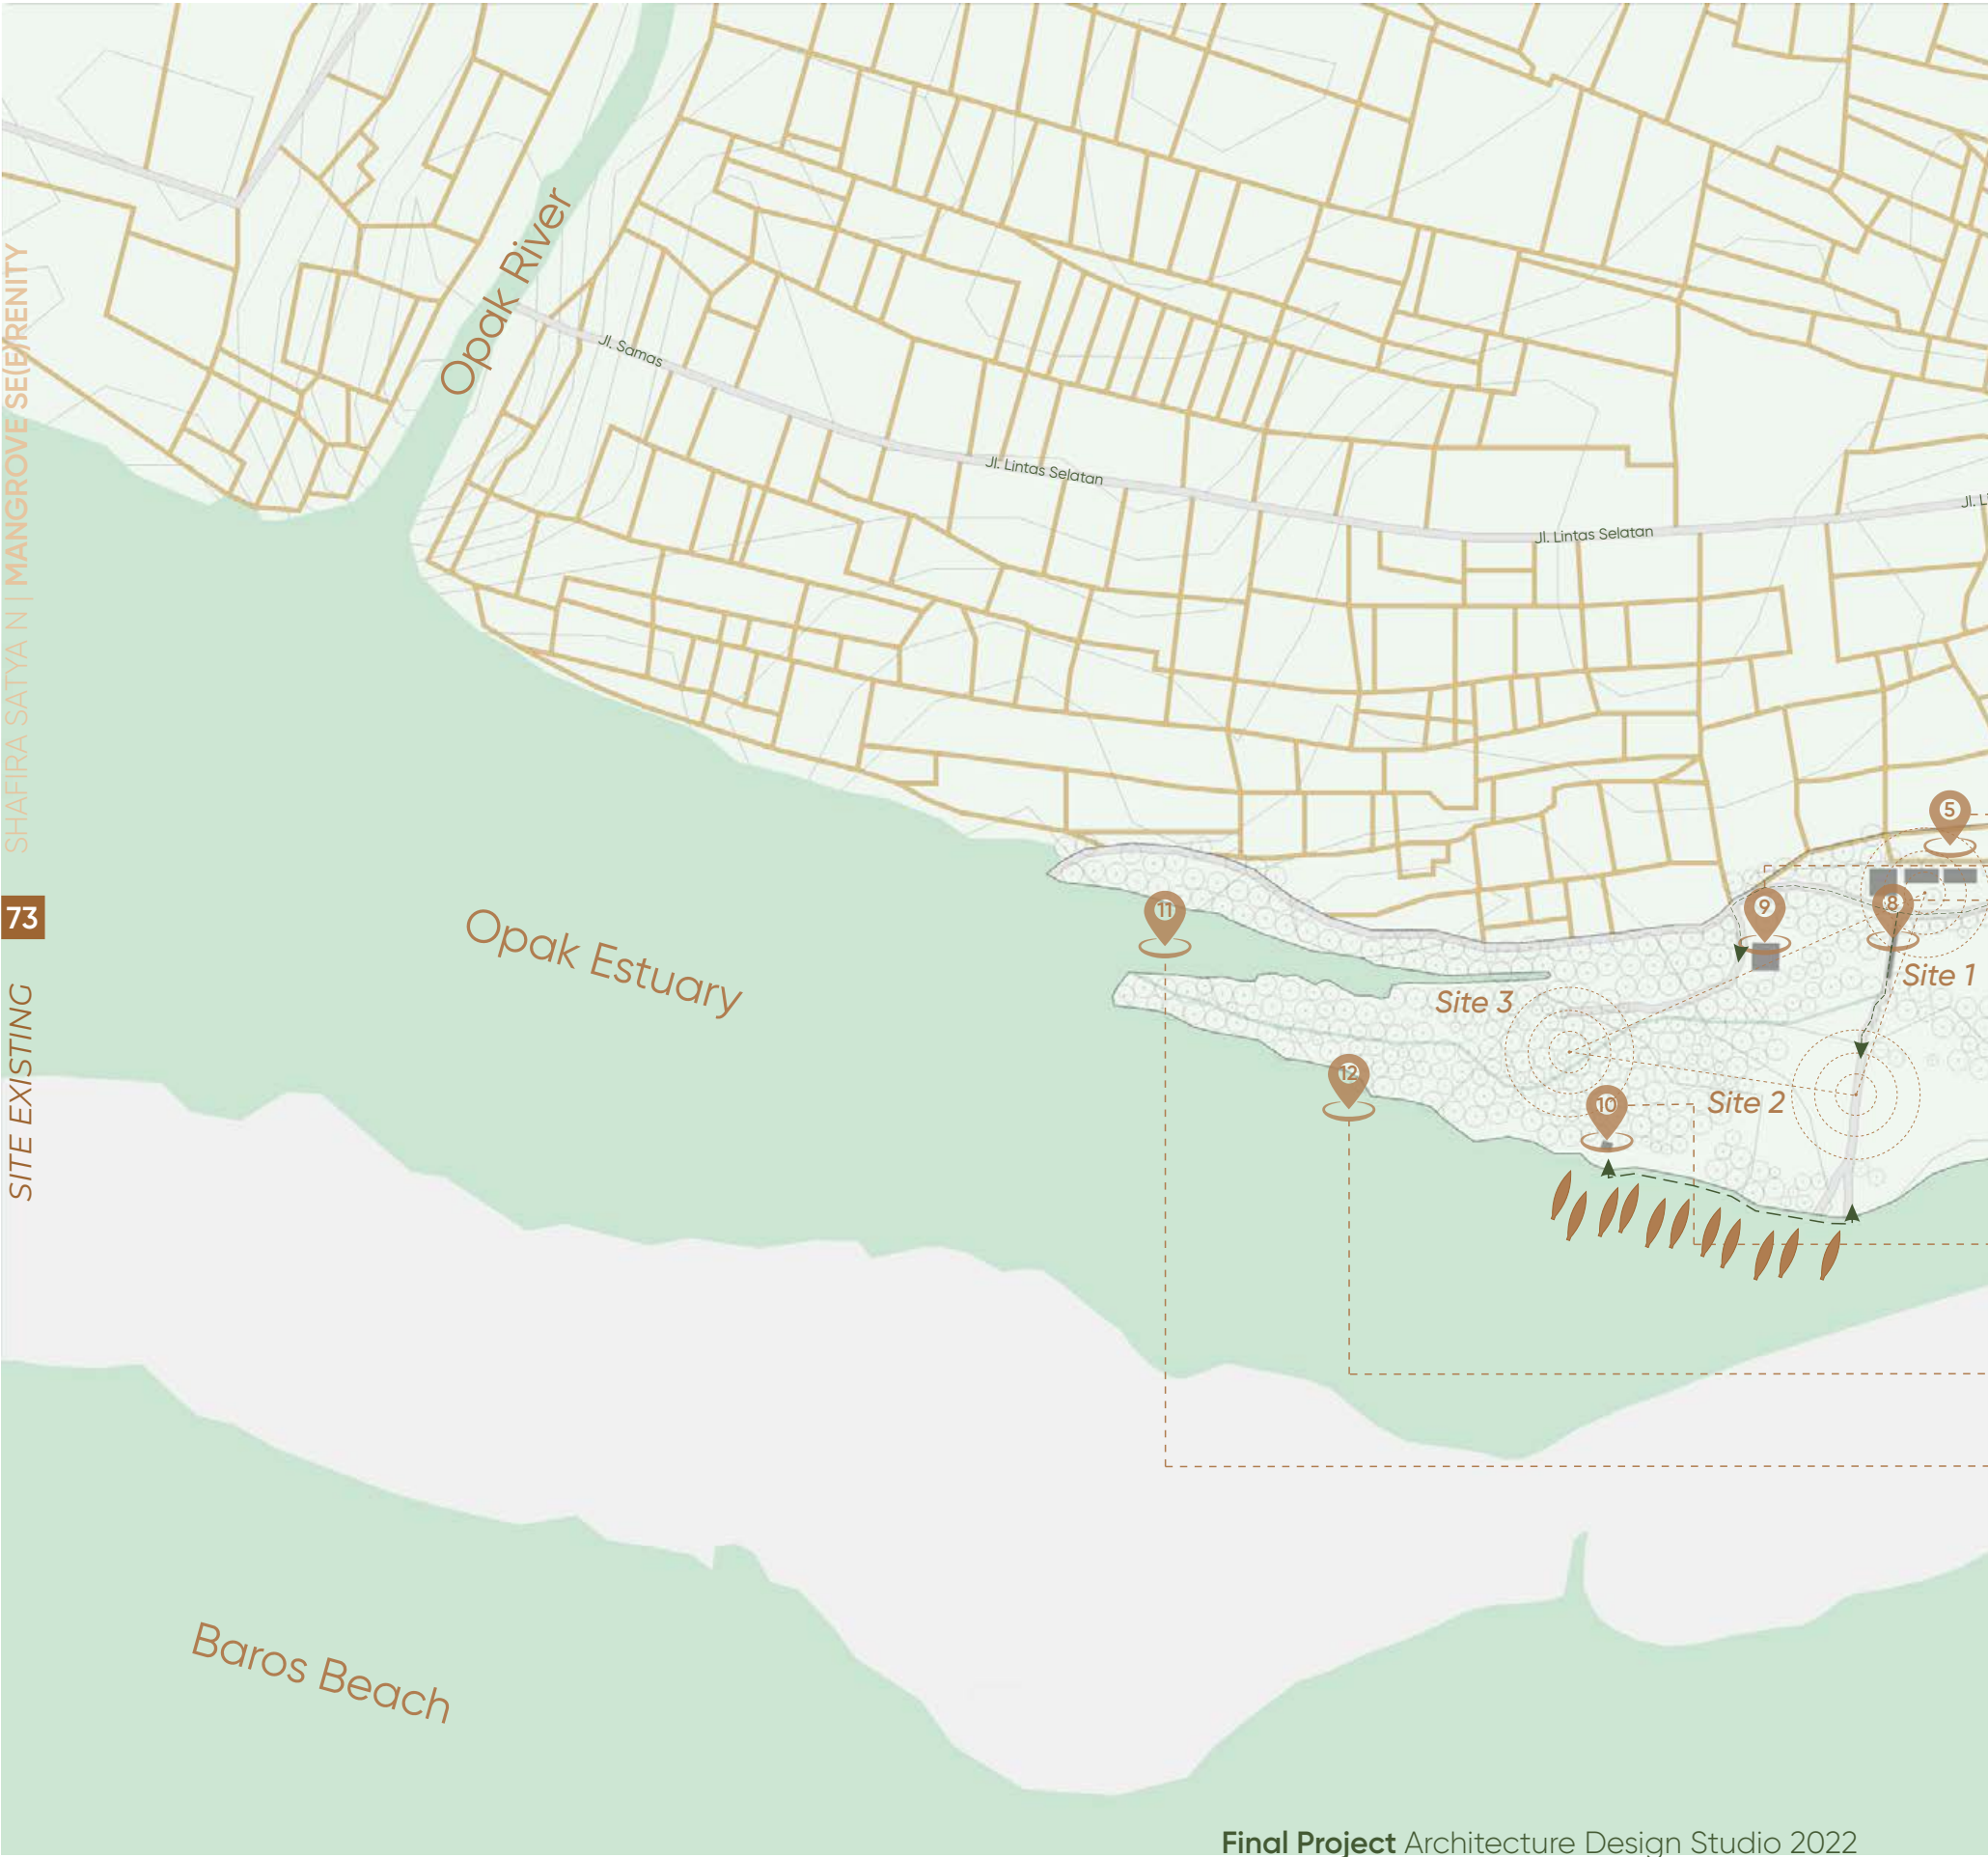 SHAFIRA SATYA N | MANGROVE SE(E)RENITY
73
SITE EXISTING
Opak River
Jl. Samas
Jl. Lintas Selatan
Jl. Lintas Selatan
Jl. L
5
11
9
8
Site 1
Opak Estuary
Site 3
12
10
Site 2
Baros Beach
Final Project Architecture Design Studio 2022